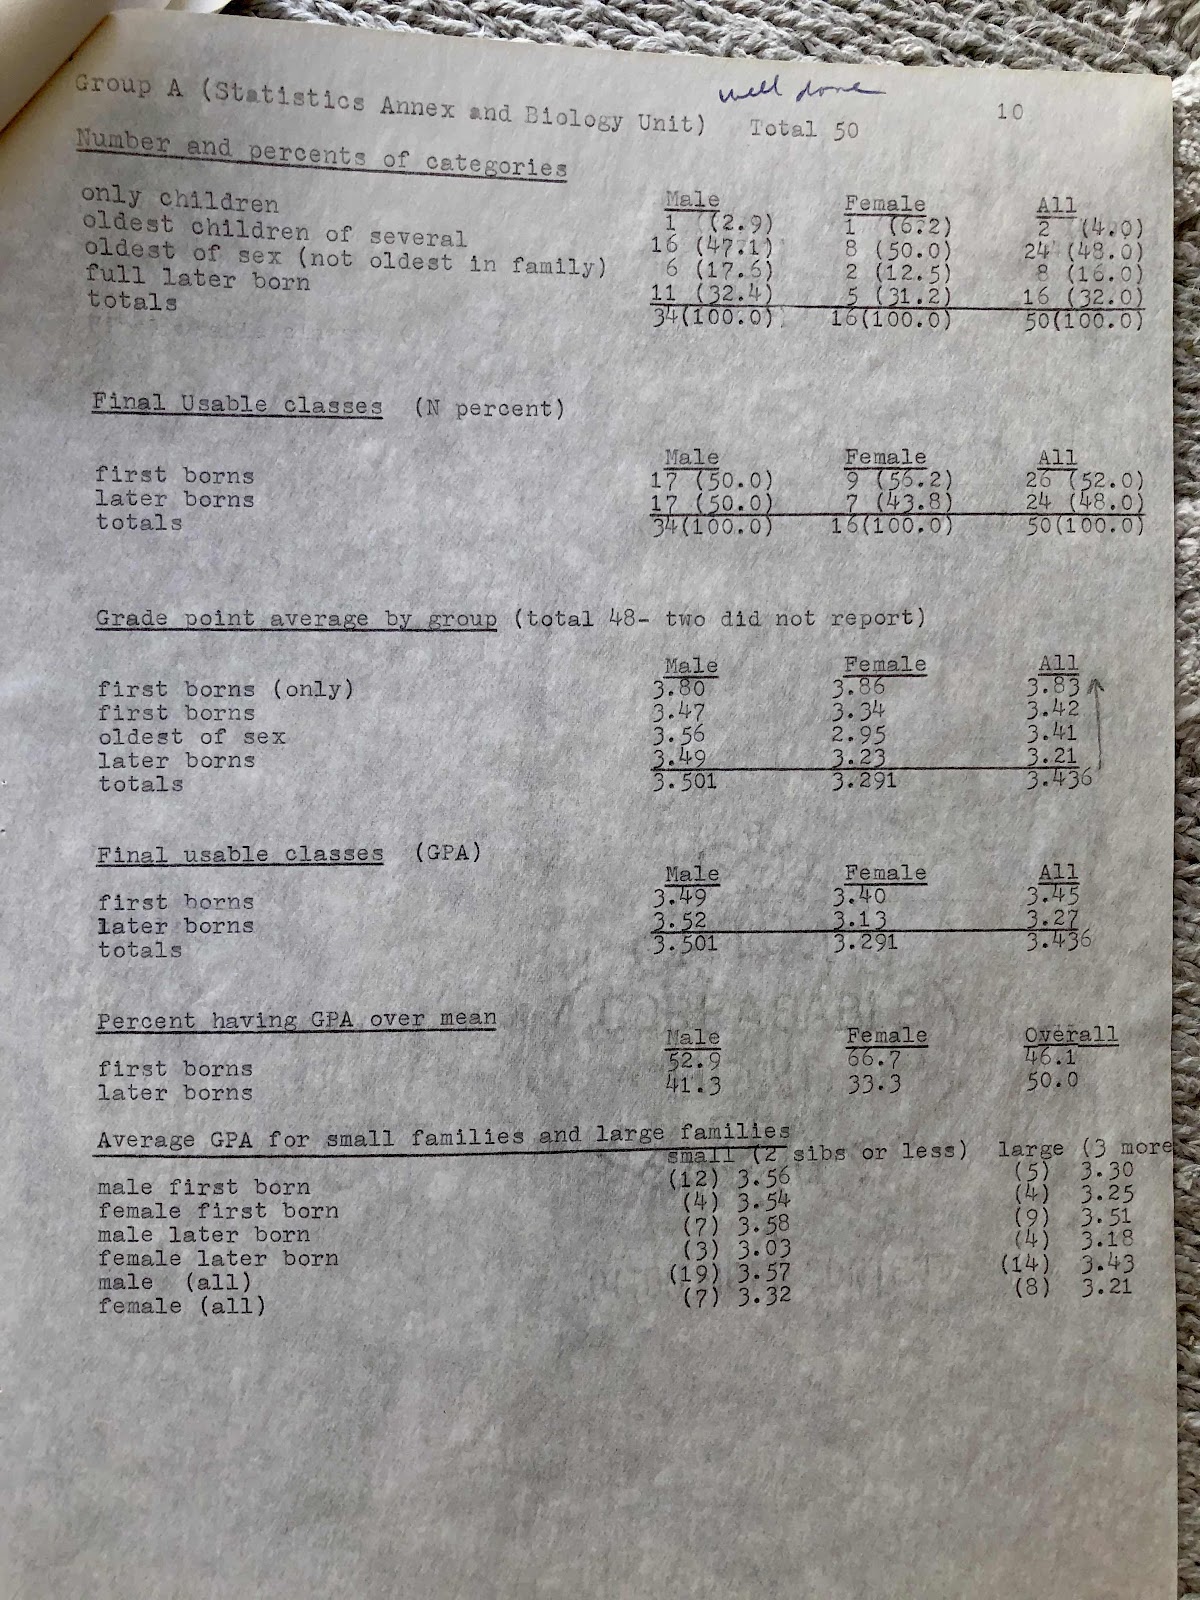 well done
Group A (Statistics Annex and Biology Unit) Total 50 10
Number and percents of categories
Male Female All
only children 1 (2.9) 1 (6.2) 2 (4.0)
oldest children of several 16 (47.1) 8 (50.0) 24 (48.0)
oldest of sex (not oldest in family) 6 (17.6) 2 (12.5) 8 (16.0)
full later born 11 (32.4) 5 (31.2) 16 (32.0)
totals 34(100.0) 16(100.0) 50(100.0)
Final Usable classes (N percent)
Male Female All
first borns 17 (50.0) 9 (56.2) 26 (52.0)
later borns 17 (50.0) 7 (43.8) 24 (48.0)
totals 34(100.0) 16(100.0) 50(100.0)
Grade point average by group (total 48- two did not report)
Male Female All
first borns (only) 3.80 3.86 3.83
first borns 3.47 3.34 3.42
oldest of sex 3.56 2.95 3.41
later borns 3.49 3.23 3.21
totals 3.501 3.291 3.436
Final usable classes (GPA)
Male Female All
first borns 3.49 3.40 3.45
later borns 3.52 3.13 3.27
totals 3.501 3.291 3.436
Percent having GPA over mean
Male Female Overall
first borns 52.9 66.7 46.1
later borns 41.3 33.3 50.0
Average GPA for small families and large families
small (2 sibs or less) large (3 more
male first born (12) 3.56 (5) 3.30
female first born (4) 3.54 (4) 3.25
male later born (7) 3.58 (9) 3.51
female later born (3) 3.03 (4) 3.18
male (all) (19) 3.57 (14) 3.43
female (all) (7) 3.32 (8) 3.21